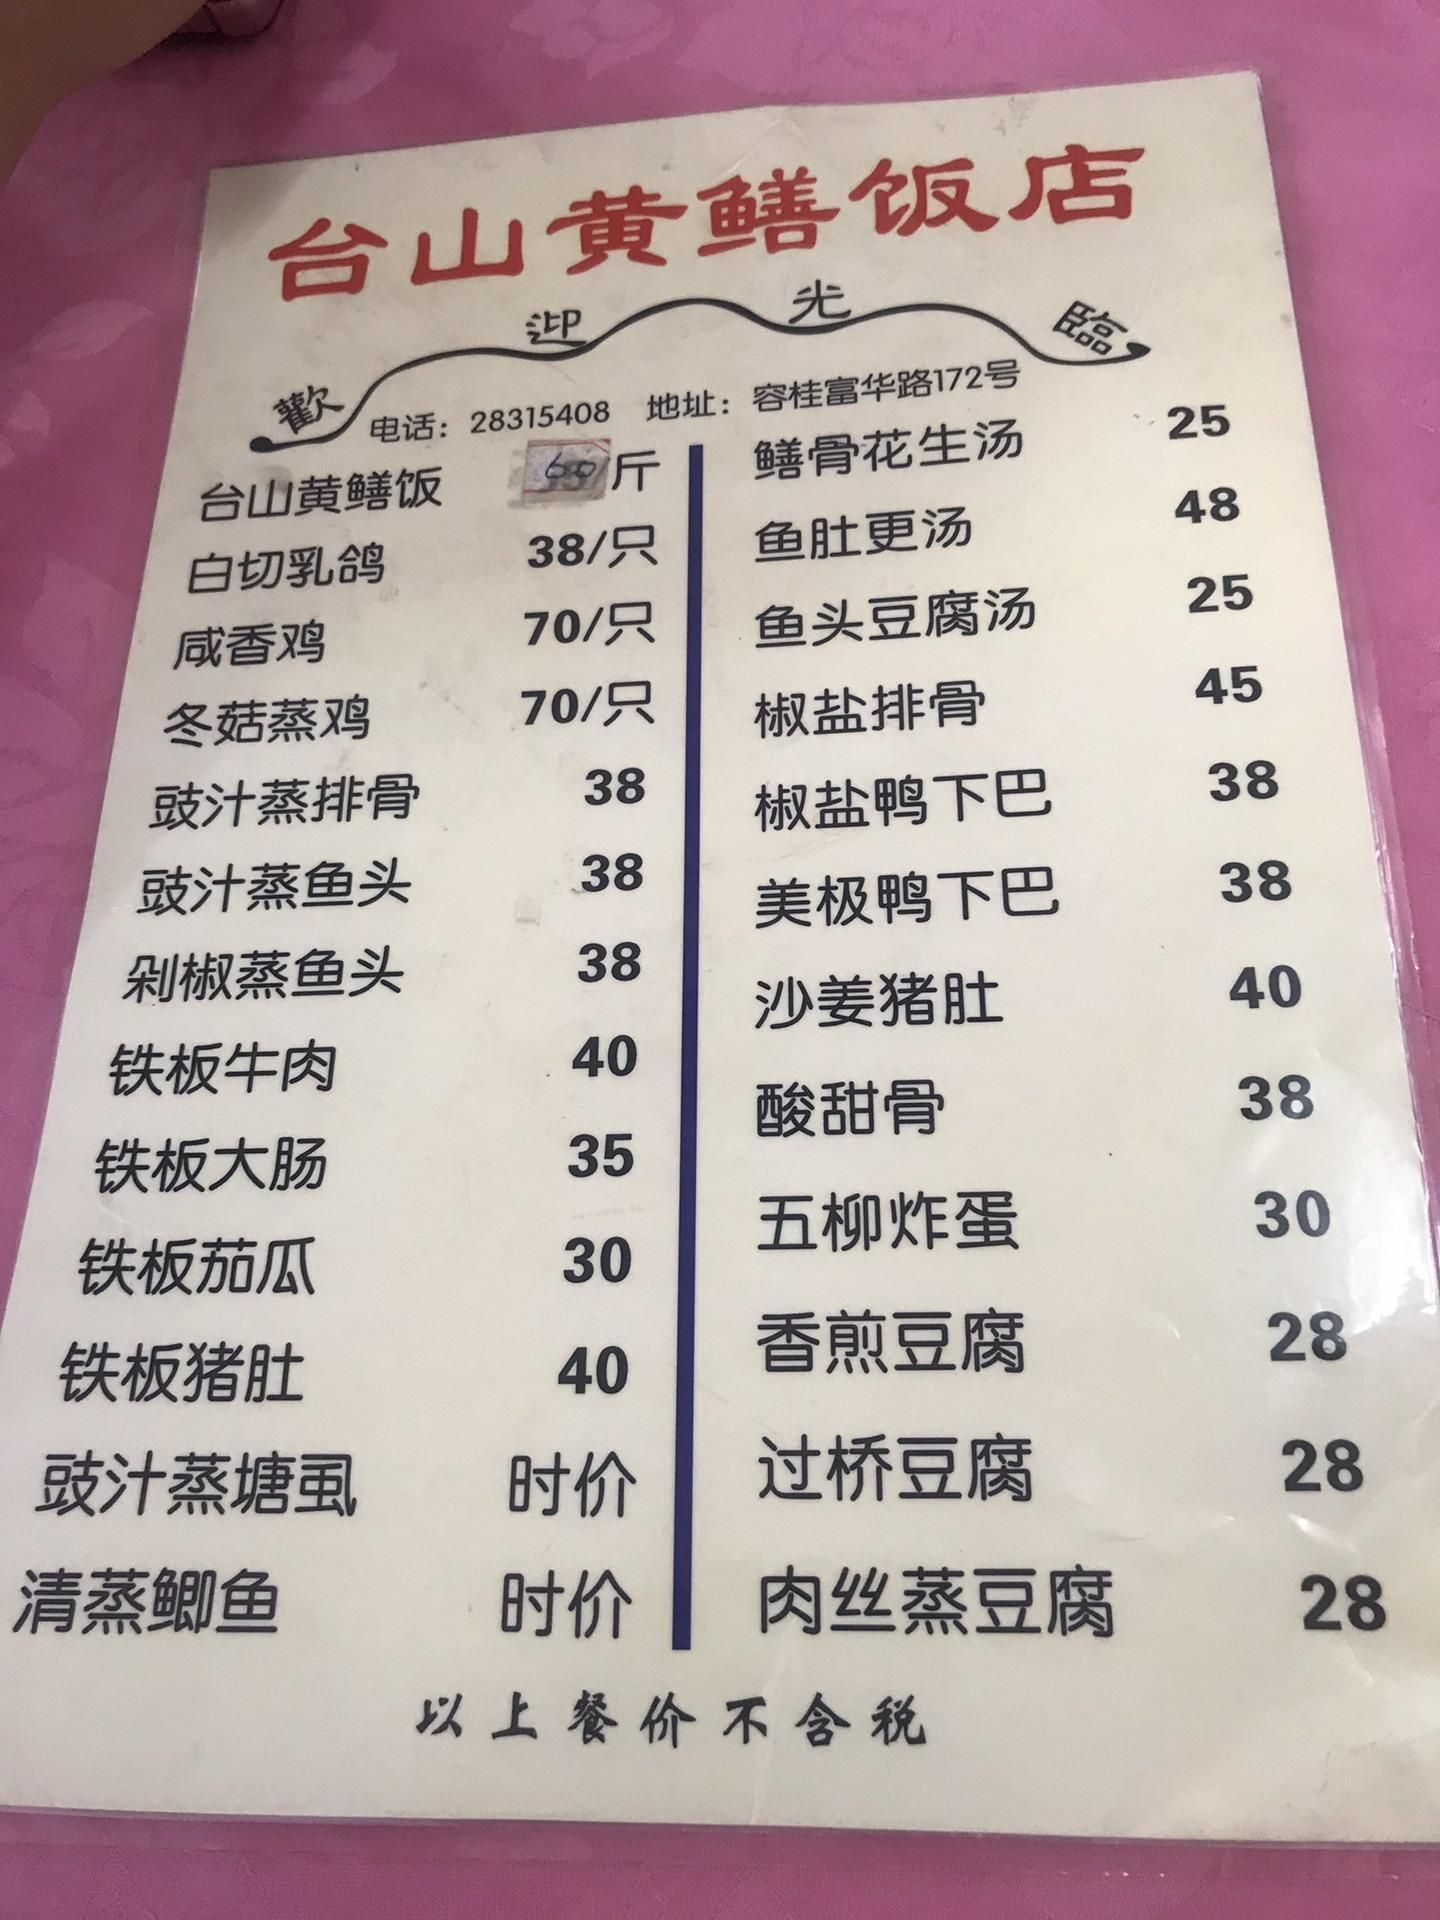 台山黄鳝饭店
歡迎光臨
电话：28315408 地址：容桂富华路172号
台山黄鳝饭 60/斤
白切乳鸽 38/只
咸香鸡 70/只
冬菇蒸鸡 70/只
豉汁蒸排骨 38
豉汁蒸鱼头 38
剁椒蒸鱼头 38
铁板牛肉 40
铁板大肠 35
铁板茄瓜 30
铁板猪肚 40
豉汁蒸塘虱 时价
清蒸鲫鱼 时价
鳝骨花生汤 25
鱼肚更汤 48
鱼头豆腐汤 25
椒盐排骨 45
椒盐鸭下巴 38
美极鸭下巴 38
沙姜猪肚 40
酸甜骨 38
五柳炸蛋 30
香煎豆腐 28
过桥豆腐 28
肉丝蒸豆腐 28
以上餐价不含税